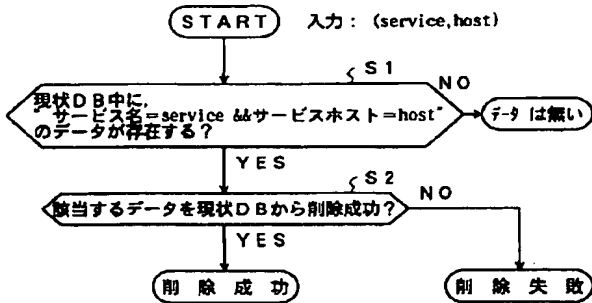 START
入力： (service,host)
S1
現状DB中に，
"サービス名＝service &&サービスホスト＝host"
のデータが存在する？
NO
データは無い
YES
S2
該当するデータを現状DBから削除成功？
NO
YES
削除成功
削除失敗